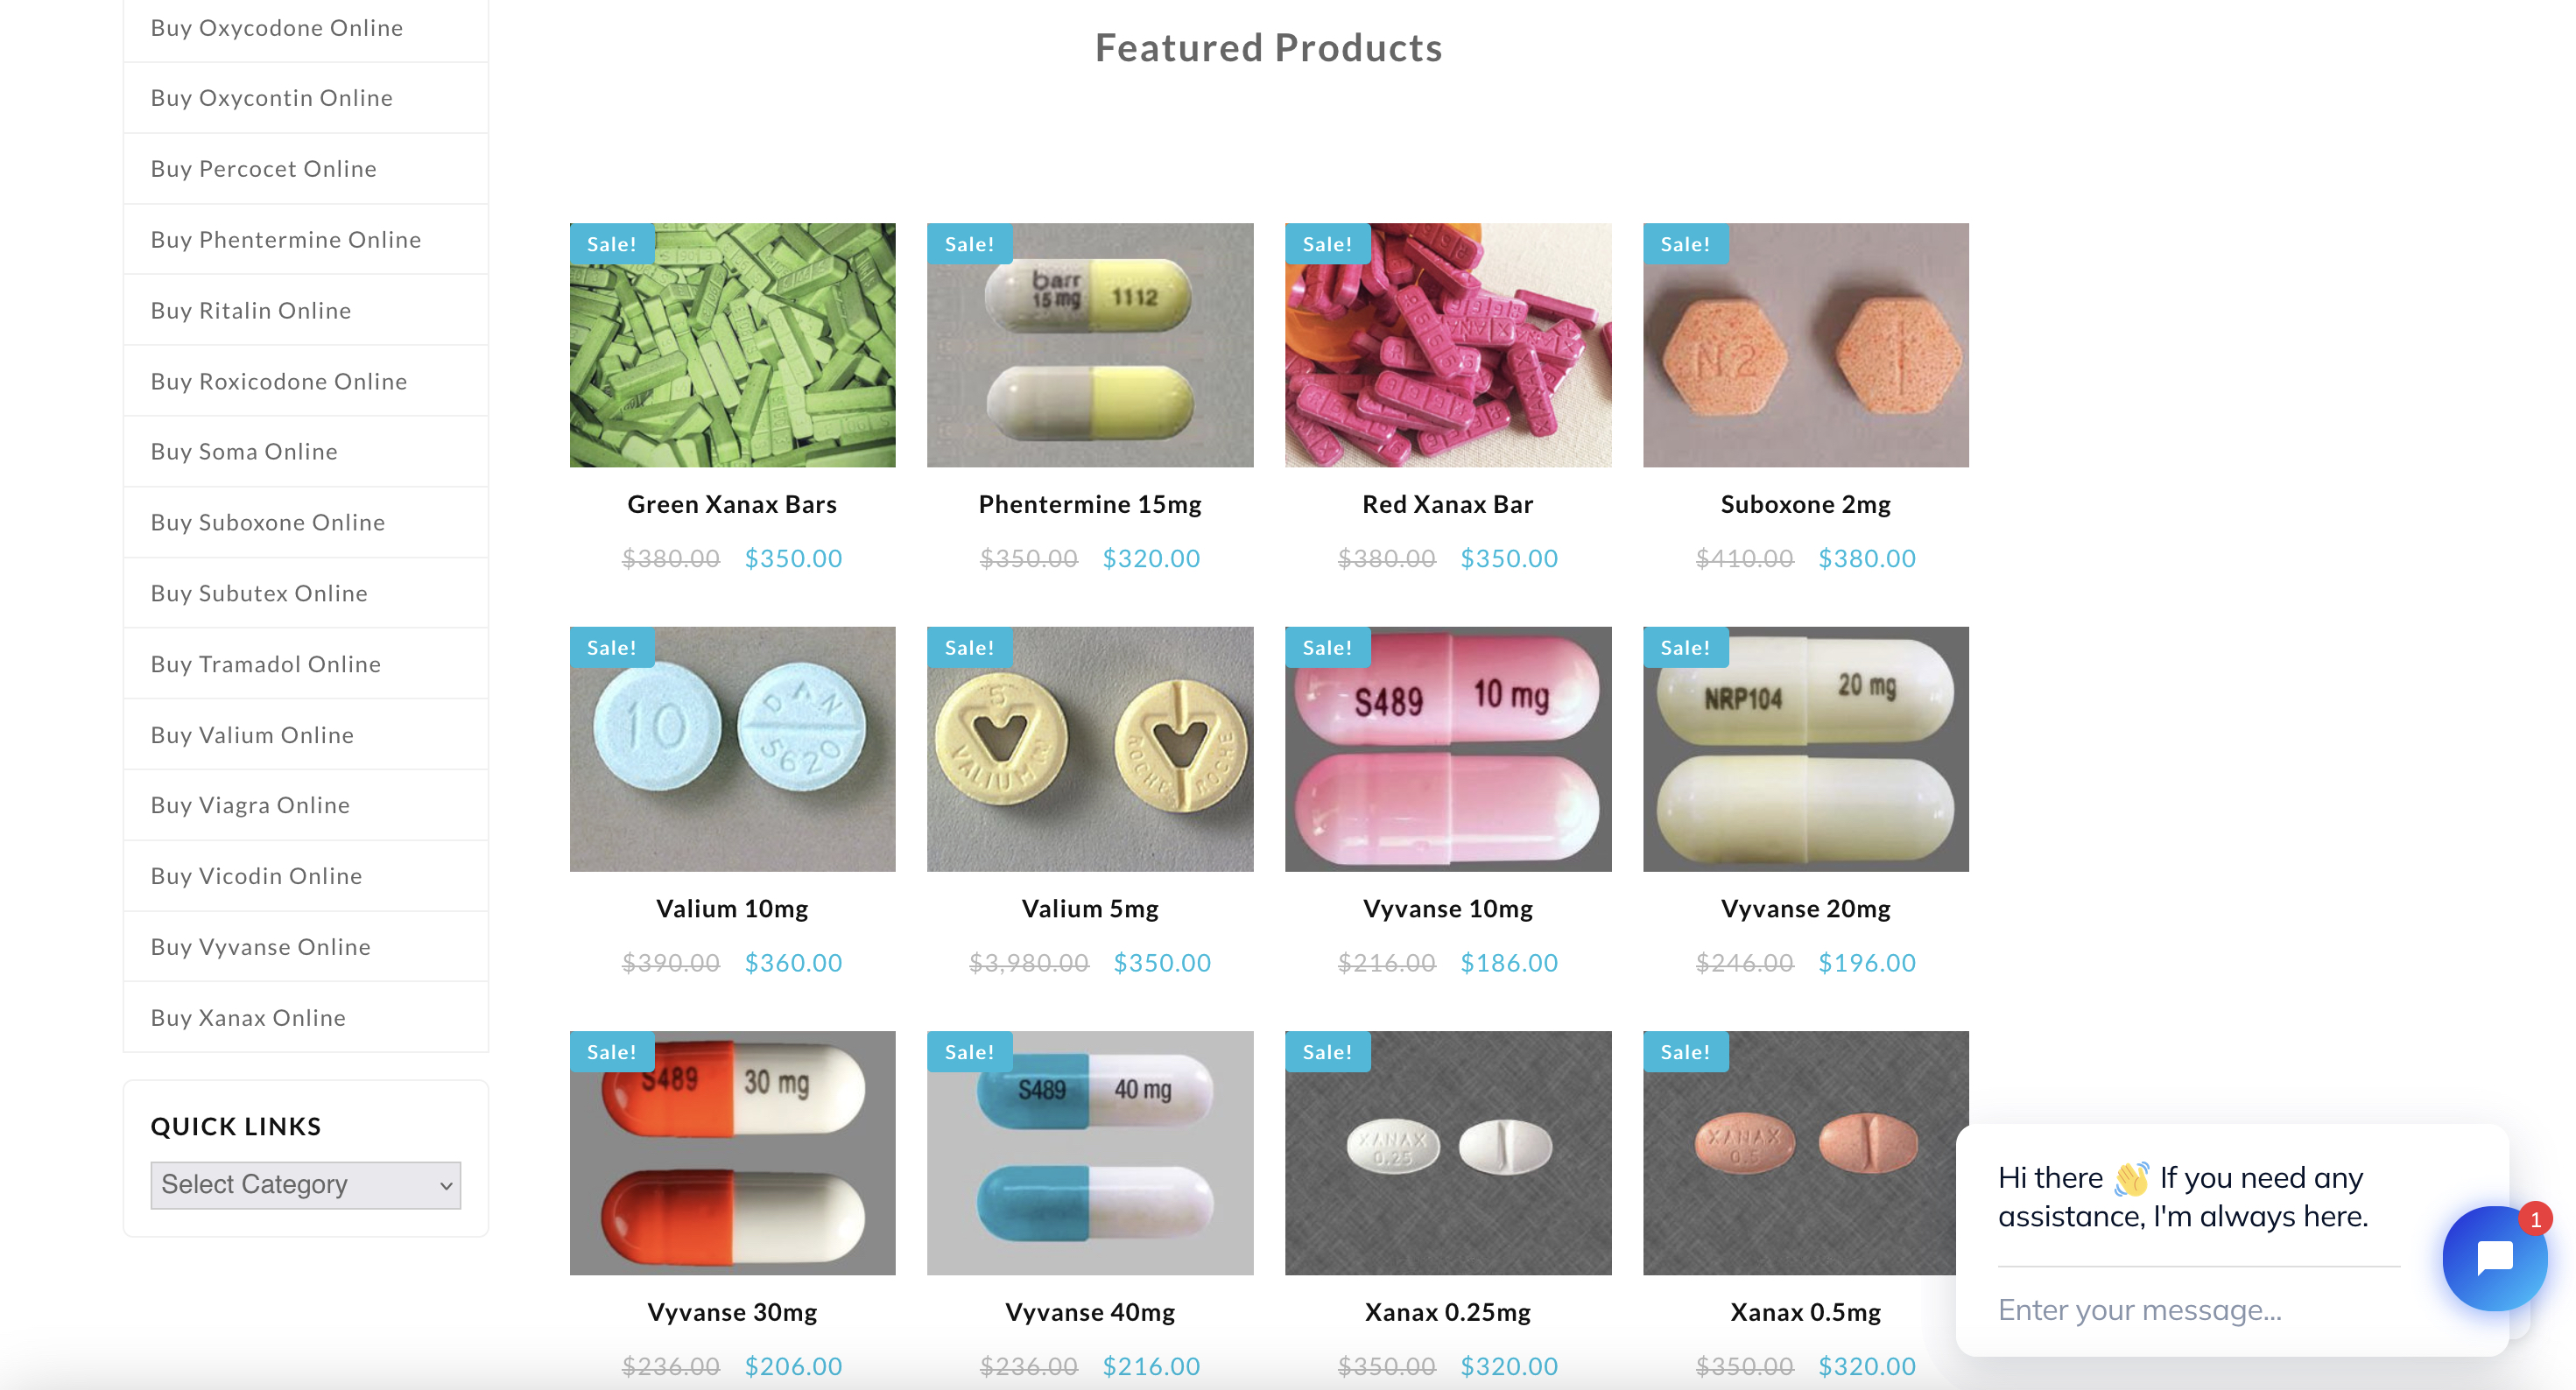 Buy Oxycodone Online
Buy Oxycontin Online
Buy Percocet Online
Buy Phentermine Online
Buy Ritalin Online
Buy Roxicodone Online
Buy Soma Online
Buy Suboxone Online
Buy Subutex Online
Buy Tramadol Online
Buy Valium Online
Buy Viagra Online
Buy Vicodin Online
Buy Vyvanse Online
Buy Xanax Online
QUICK LINKS
Select Category
Featured Products
Sale!
Green Xanax Bars
$380.00 $350.00
Sale!
barr
15 mg 1112
Phentermine 15mg
$350.00 $320.00
Sale!
Red Xanax Bar
$380.00 $350.00
Sale!
N2
Suboxone 2mg
$410.00 $380.00
Sale!
10
DAN
5620
Valium 10mg
$390.00 $360.00
Sale!
5
VALIUM
ROCHE ROCHE
Valium 5mg
$3,980.00 $350.00
Sale!
S489 10 mg
Vyvanse 10mg
$216.00 $186.00
Sale!
NRP104 20 mg
Vyvanse 20mg
$246.00 $196.00
Sale!
S489 30 mg
Vyvanse 30mg
$236.00 $206.00
Sale!
S489 40 mg
Vyvanse 40mg
$236.00 $216.00
Sale!
XANAX
0.25
Xanax 0.25mg
$350.00 $320.00
Sale!
XANAX
0.5
Xanax 0.5mg
$350.00 $320.00
Hi there 👋 If you need any
assistance, I'm always here.
Enter your message...
1